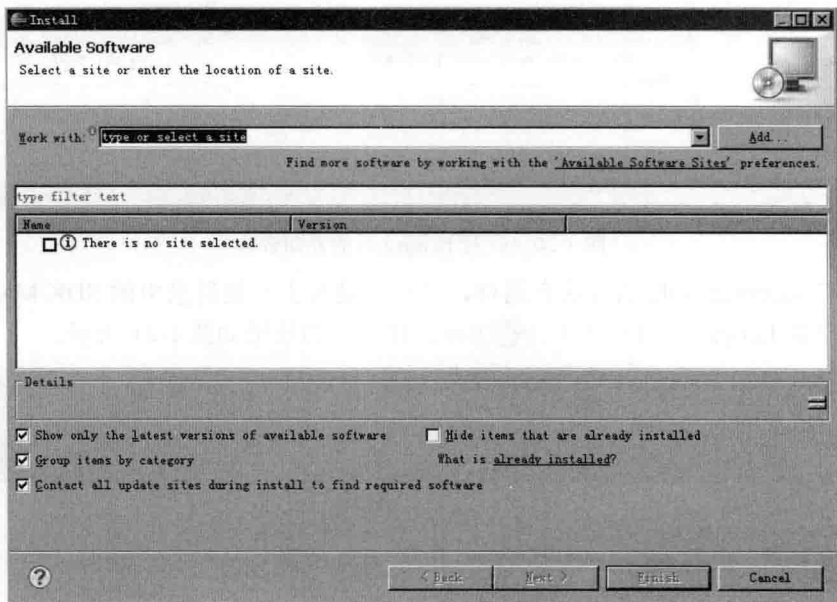 Install
Available Software
Select a site or enter the location of a site.
Work with: type or select a site
Add...
Find more software by working with the 'Available Software Sites' preferences.
type filter text
Name Version
There is no site selected.
Details
Show only the latest versions of available software
Hide items that are already installed
Group items by category
What is already installed?
Contact all update sites during install to find required software
< Back Next > Finish Cancel